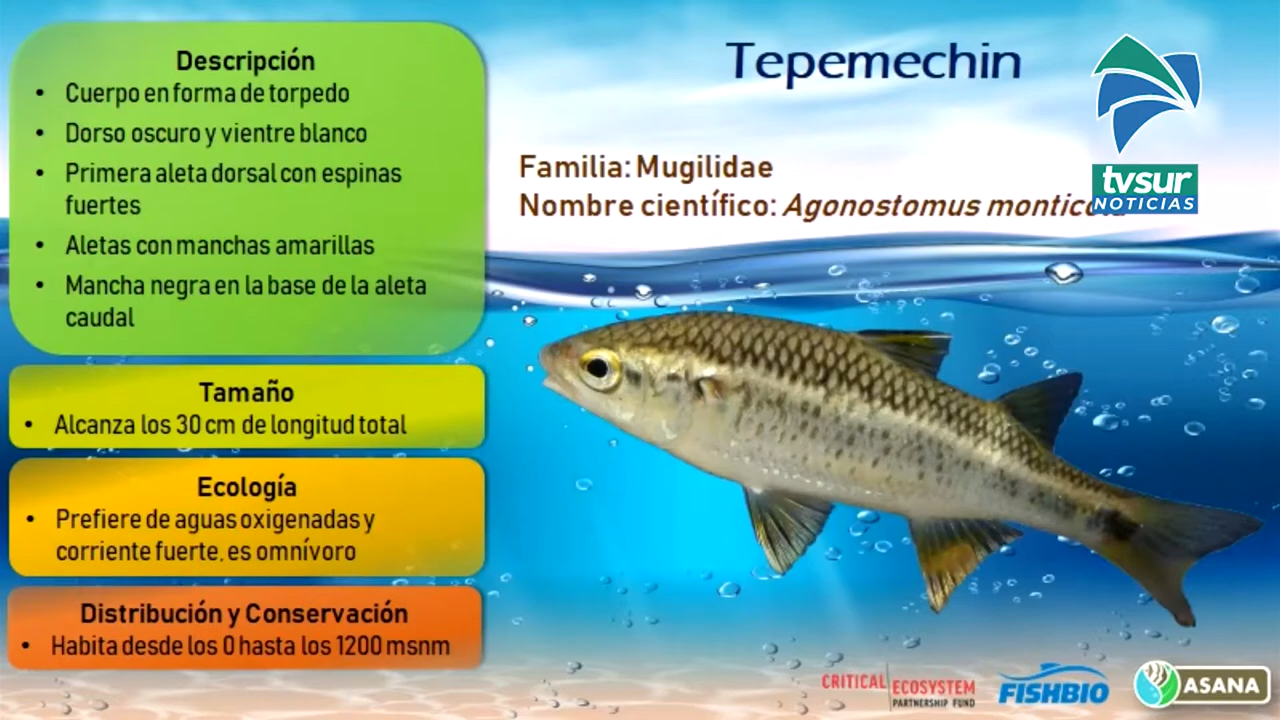 Descripción
• Cuerpo en forma de torpedo
• Dorso oscuro y vientre blanco
• Primera aleta dorsal con espinas
fuertes
• Aletas con manchas amarillas
• Mancha negra en la base de la aleta
caudal
Tamaño
• Alcanza los 30 cm de longitud total
Ecología
• Prefiere de aguas oxigenadas y
corriente fuerte, es omnívoro
Distribución y Conservación
• Habita desde los 0 hasta los 1200 msnm
Tepemechin
Familia: Mugilidae
Nombre científico: Agonostomus
tvsur
NOTICIAS
CRITICAL ECOSYSTEM
PARTNERSHIP FUND
FISHBIO
ASANA